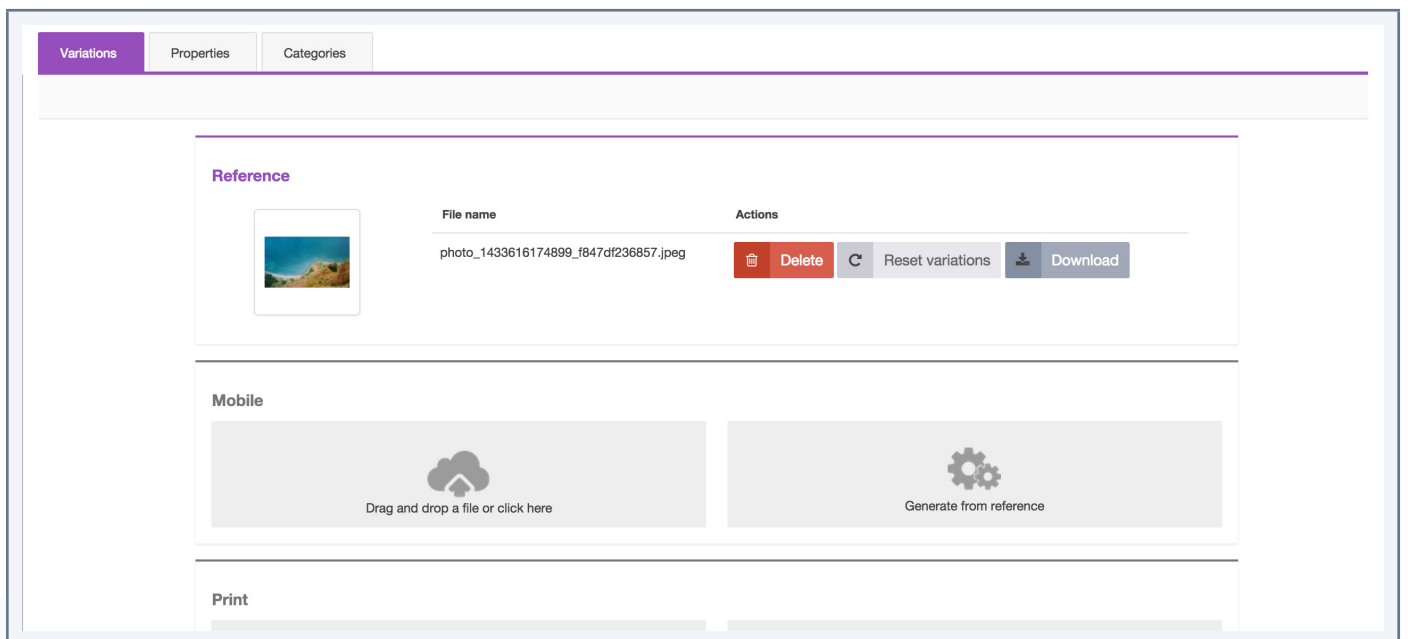 Variations Properties Categories
Reference
File name Actions
photo_1433616174899_f847df236857.jpeg Delete Reset variations Download
Mobile
Drag and drop a file or click here Generate from reference
Print